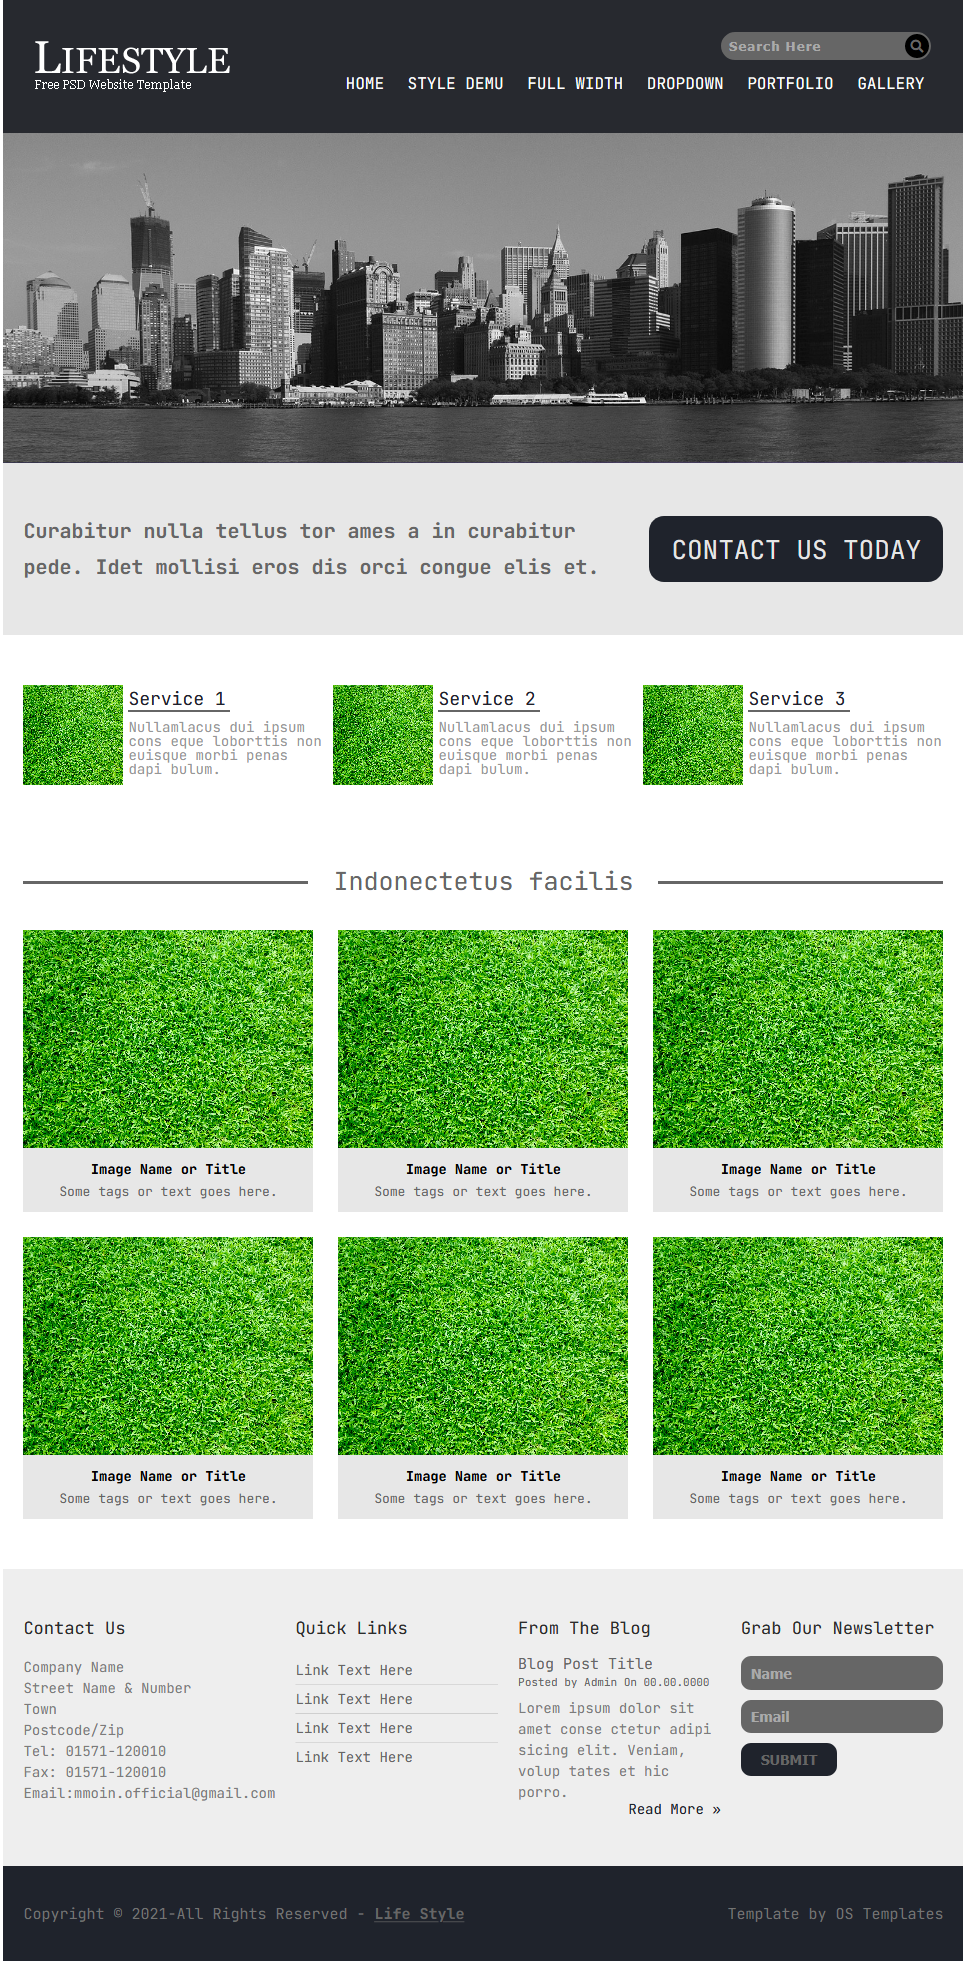 LIFESTYLE
Free PSD Website Template
Search Here
HOME STYLE DEMU FULL WIDTH DROPDOWN PORTFOLIO GALLERY
Curabitur nulla tellus tor ames a in curabitur
pede. Idet mollisi eros dis orci congue elis et.
CONTACT US TODAY
Service 1
Nullamlacus dui ipsum
cons eque loborttis non
euisque morbi penas
dapi bulum.
Service 2
Nullamlacus dui ipsum
cons eque loborttis non
euisque morbi penas
dapi bulum.
Service 3
Nullamlacus dui ipsum
cons eque loborttis non
euisque morbi penas
dapi bulum.
Indonectetus facilis
Image Name or Title
Some tags or text goes here.
Image Name or Title
Some tags or text goes here.
Image Name or Title
Some tags or text goes here.
Image Name or Title
Some tags or text goes here.
Image Name or Title
Some tags or text goes here.
Image Name or Title
Some tags or text goes here.
Contact Us
Company Name
Street Name & Number
Town
Postcode/Zip
Tel: 01571-120010
Fax: 01571-120010
Email:mmoin.official@gmail.com
Quick Links
Link Text Here
Link Text Here
Link Text Here
Link Text Here
From The Blog
Blog Post Title
Posted by Admin On 00.00.0000
Lorem ipsum dolor sit
amet conse ctetur adipi
sicing elit. Veniam,
volup tates et hic
porro.
Read More »
Grab Our Newsletter
Name
Email
SUBMIT
Copyright © 2021-All Rights Reserved - Life Style
Template by OS Templates